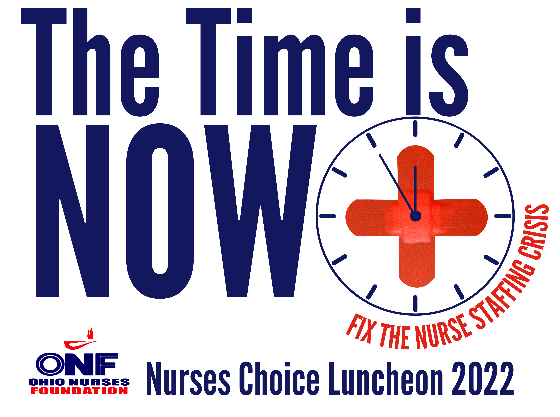 The Time is
NOW
FIX THE NURSE STAFFING CRISIS
ONF
OHIO NURSES
FOUNDATION
Nurses Choice Luncheon 2022